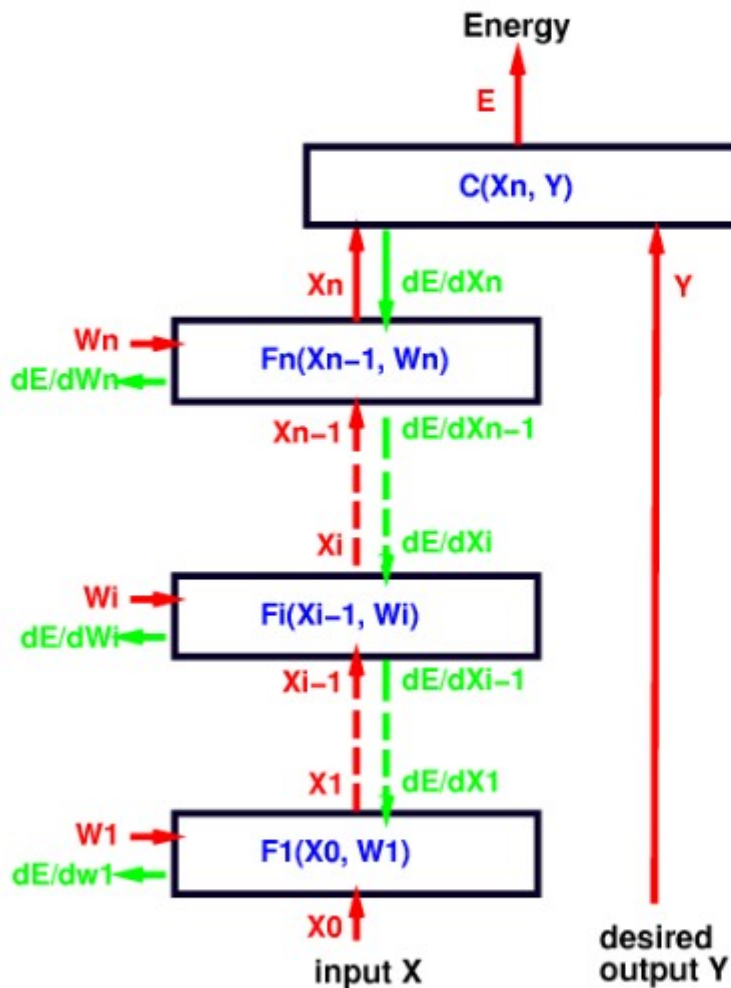 Energy
E
C(Xn, Y)
Xn
dE/dXn
Y
Wn
Fn(Xn−1, Wn)
dE/dWn
Xn−1
dE/dXn−1
Xi
dE/dXi
Wi
Fi(Xi−1, Wi)
dE/dWi
Xi−1
dE/dXi−1
X1
dE/dX1
W1
F1(X0, W1)
dE/dw1
X0
input X
desired
output Y